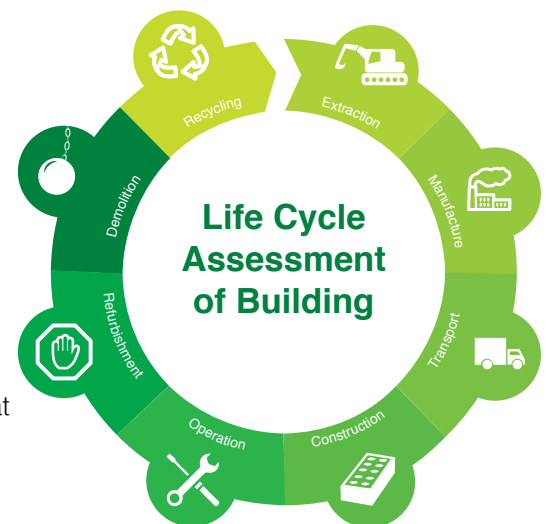 Life Cycle
Assessment
of Building
Extraction
Manufacture
Transport
Construction
Operation
Refurbishment
Demolition
Recycling